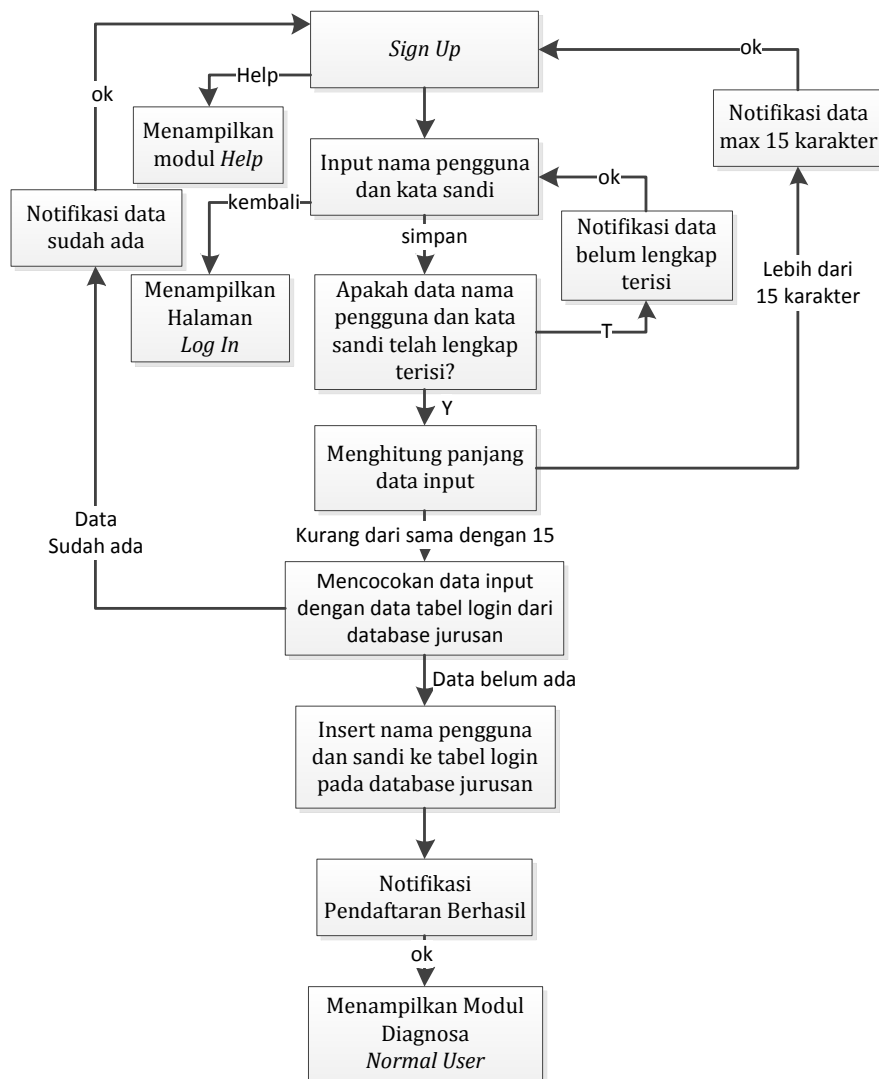 Sign Up
ok
Help
ok
Menampilkan
modul Help
Notifikasi data
max 15 karakter
Input nama pengguna
dan kata sandi
ok
kembali
Notifikasi data
sudah ada
simpan
Notifikasi data
belum lengkap
terisi
Lebih dari
15 karakter
Menampilkan
Halaman
Log In
Apakah data nama
pengguna dan kata
sandi telah lengkap
terisi?
T
Y
Menghitung panjang
data input
Data
Sudah ada
Kurang dari sama dengan 15
Mencocokan data input
dengan data tabel login dari
database jurusan
Data belum ada
Insert nama pengguna
dan sandi ke tabel login
pada database jurusan
Notifikasi
Pendaftaran Berhasil
ok
Menampilkan Modul
Diagnosa
Normal User